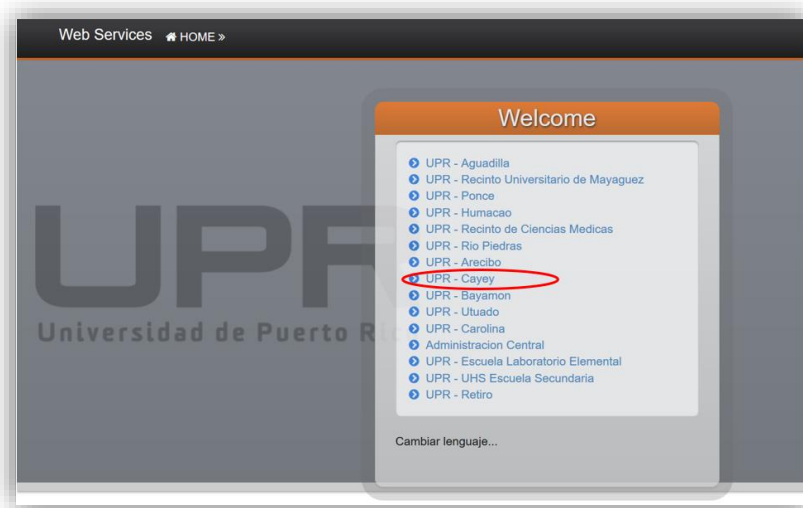 Web Services HOME »
Welcome
UPR - Aguadilla
UPR - Recinto Universitario de Mayaguez
UPR - Ponce
UPR - Humacao
UPR - Recinto de Ciencias Medicas
UPR - Rio Piedras
UPR - Arecibo
UPR - Cayey
UPR - Bayamon
UPR - Utuado
UPR - Carolina
Administracion Central
UPR - Escuela Laboratorio Elemental
UPR - UHS Escuela Secundaria
UPR - Retiro
Cambiar lenguaje...
UPR
Universidad de Puerto Ric